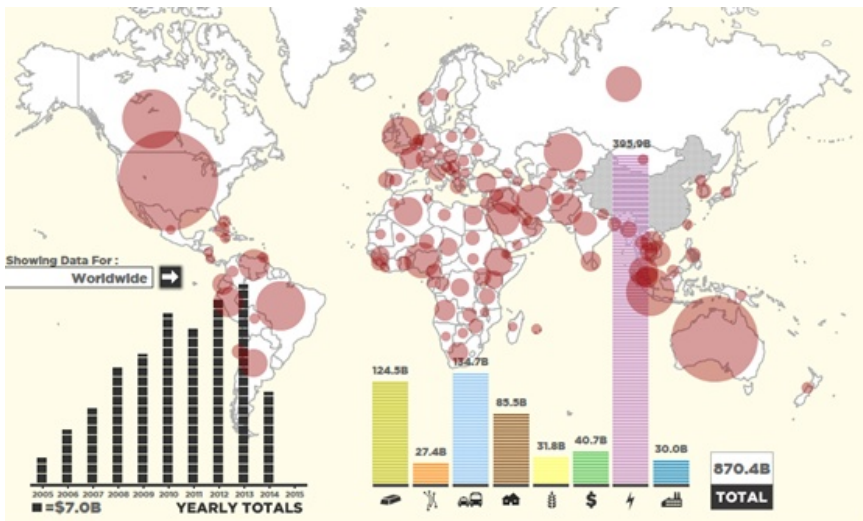 395.9B
Showing Data For :
Worldwide
124.5B
134.7B
85.5B
27.4B
31.8B
40.7B
30.0B
870.4B
TOTAL
2005 2006 2007 2008 2009 2010 2011 2012 2013 2014 2015
=$7.0B
YEARLY TOTALS
$